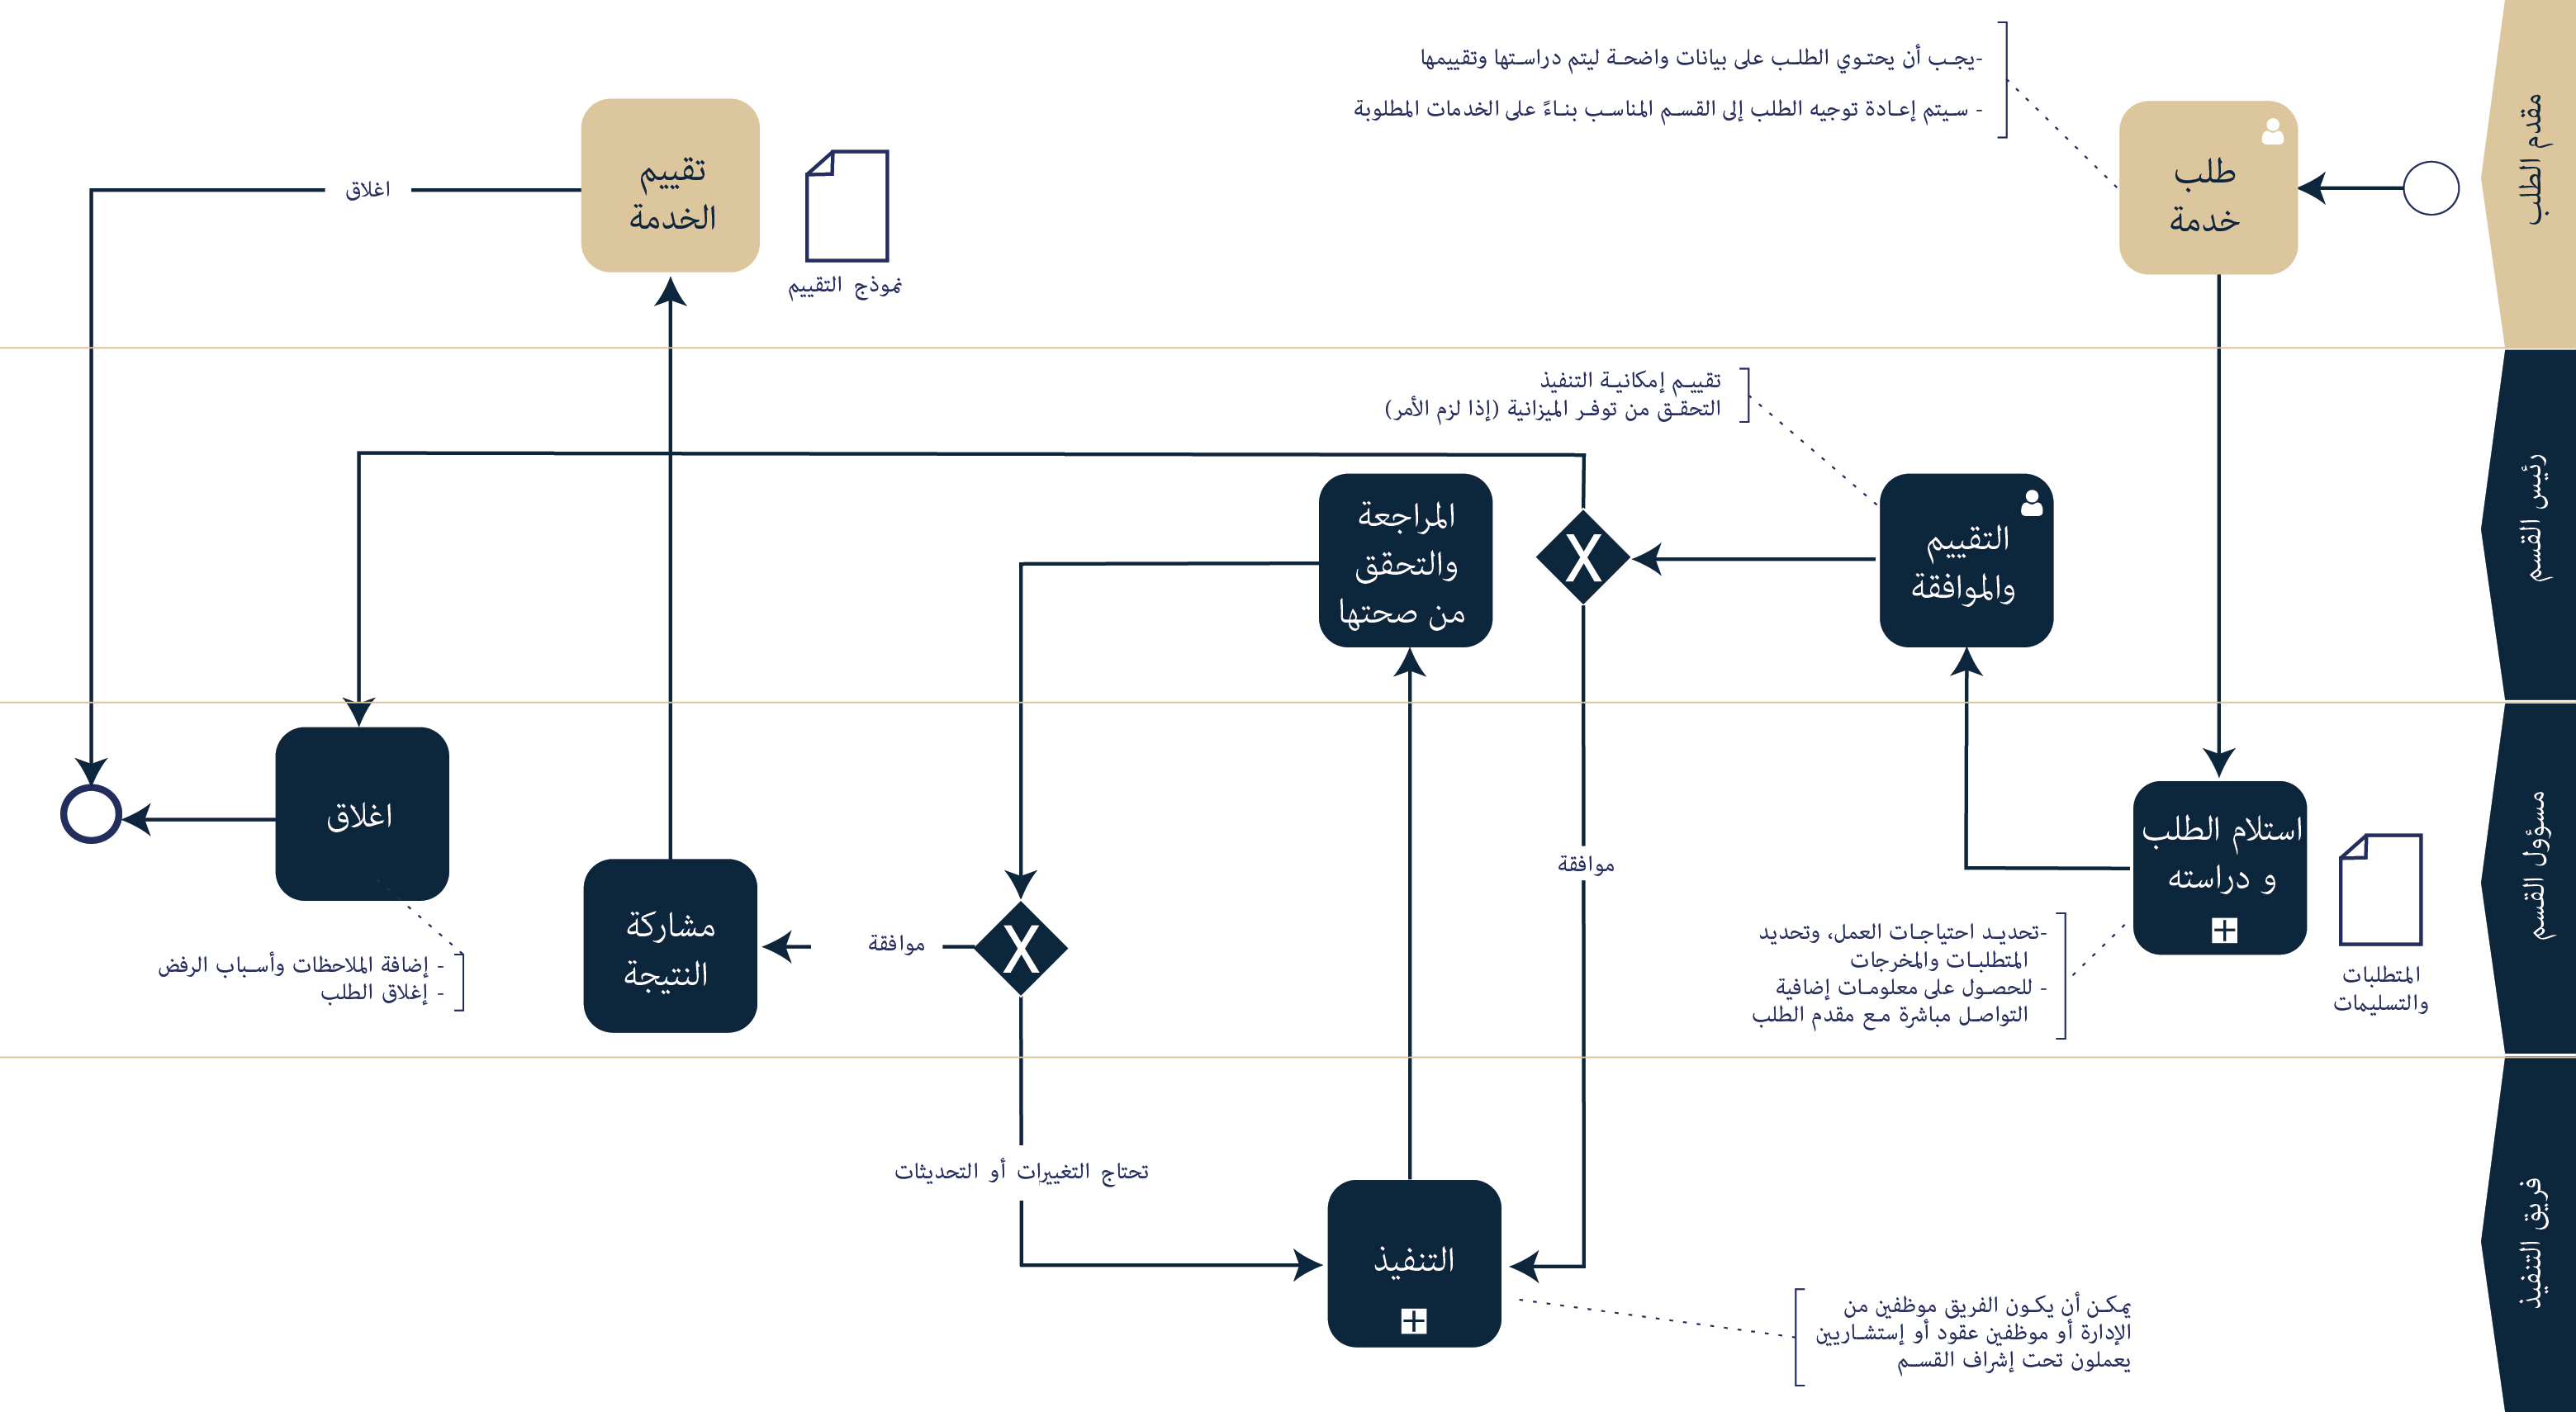 مقدم الطلب
-يجب أن يحتوي الطلب على بيانات واضحة ليتم دراستها وتقييمها
- سيتم إعادة توجيه الطلب إلى القسم المناسب بناءً على الخدمات المطلوبة
طلب
خدمة
تقييم
الخدمة
نموذج التقييم
اغلاق
رئيس القسم
تقييم إمكانية التنفيذ
التحقق من توفر الميزانية (إذا لزم الأمر)
التقييم
والموافقة
X
المراجعة
والتحقق
من صحتها
مسؤول القسم
استلام الطلب
و دراسته
المتطلبات
والتسليمات
-تحديد احتياجات العمل، وتحديد
المتطلبات والمخرجات
- للحصول على معلومات إضافية
التواصل مباشرة مع مقدم الطلب
موافقة
X
موافقة
مشاركة
النتيجة
اغلاق
- إضافة الملاحظات وأسباب الرفض
- إغلاق الطلب
فريق التنفيذ
تحتاج التغييرات أو التحديثات
التنفيذ
يمكن أن يكون الفريق موظفين من
الإدارة أو موظفين عقود أو إستشاريين
يعملون تحت إشراف القسم